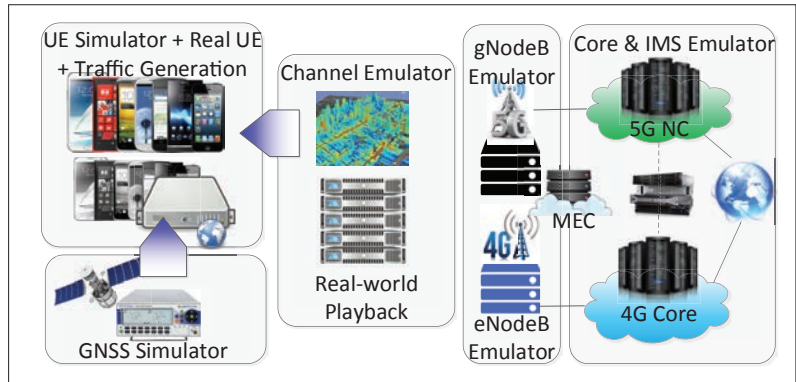 UE Simulator + Real UE
+ Traffic Generation
GNSS Simulator
Channel Emulator
Real-world
Playback
gNodeB
Emulator
5G
MEC
4G
eNodeB
Emulator
Core & IMS Emulator
5G NC
4G Core